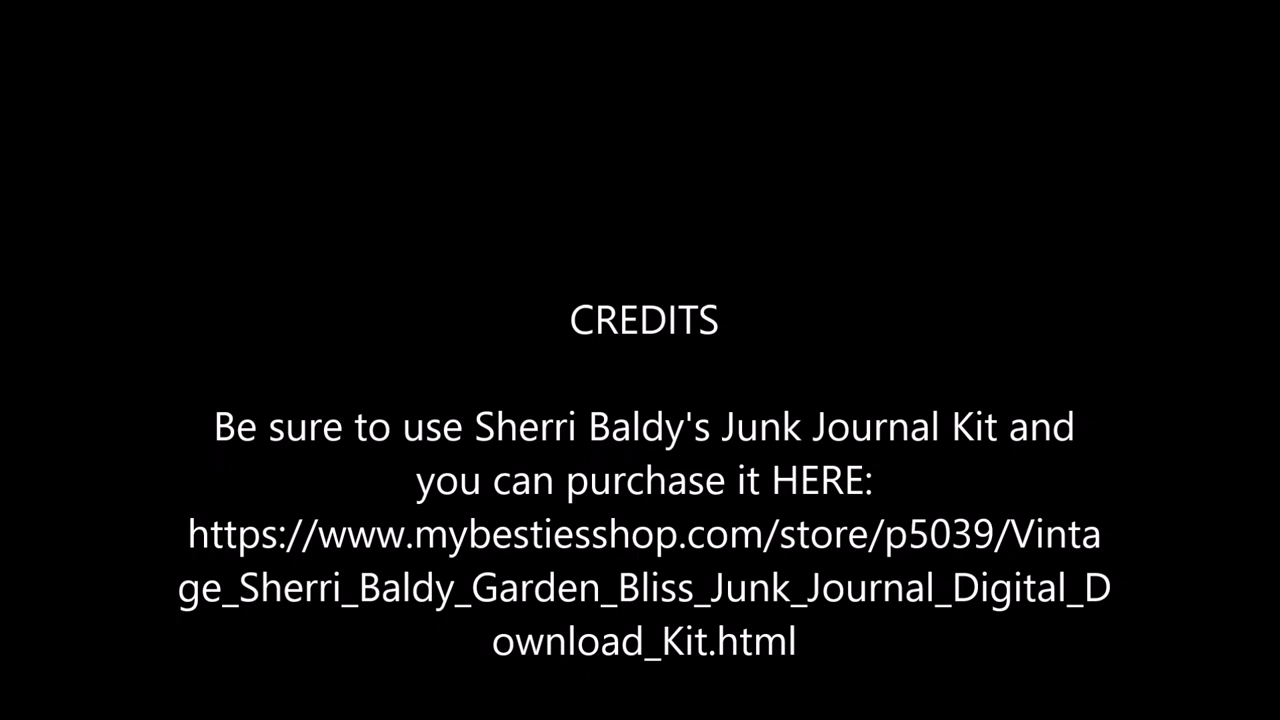 CREDITS
Be sure to use Sherri Baldy's Junk Journal Kit and
you can purchase it HERE:
https://www.mybestiesshop.com/store/p5039/Vinta
ge_Sherri_Baldy_Garden_Bliss_Junk_Journal_Digital_D
ownload_Kit.html